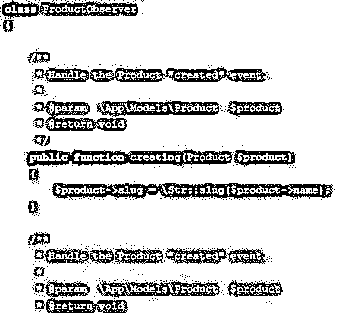 class ProductObserver
{
/**
* Handle the Product "created" event.
*
* @param \App\Models\Product $product
* @return void
*/
public function creating(Product $product)
{
$product->slug = \Str::slug($product->name);
}
/**
* Handle the Product "created" event.
*
* @param \App\Models\Product $product
* @return void